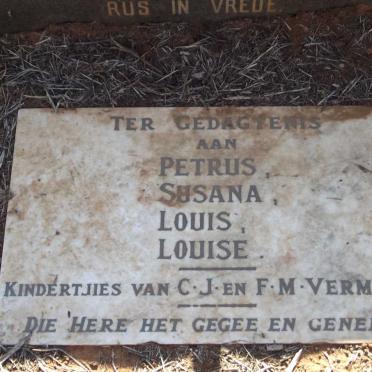 RUS IN VREDE.
TER GEDAGTENIS
AAN
PETRUS,
SUSANA,
LOUIS,
LOUISE.
KINDERTJIES VAN C.J. EN F.M. VERM
DIE HERE HET GEGEE EN GENE